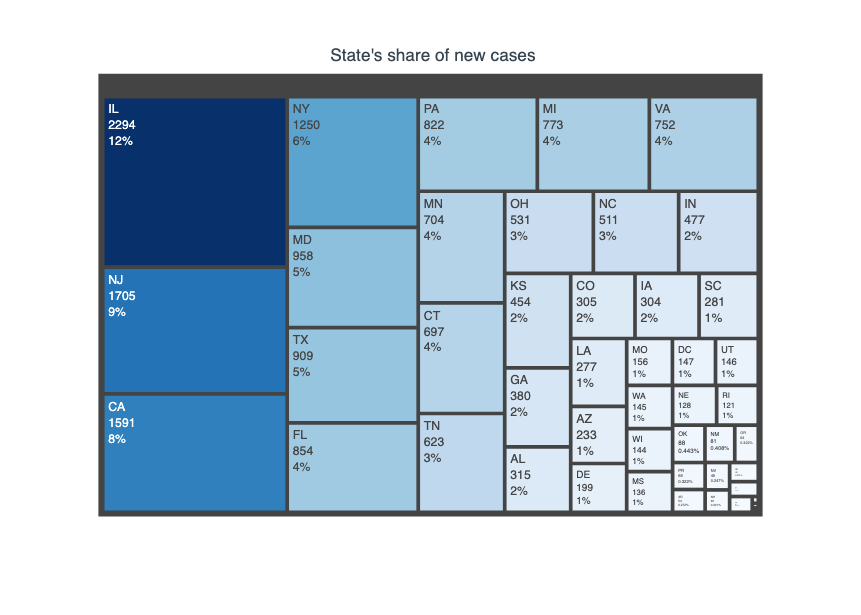 State's share of new cases
IL
2294
12%
NJ
1705
9%
CA
1591
8%
NY
1250
6%
MD
958
5%
TX
909
5%
FL
854
4%
PA
822
4%
MI
773
4%
VA
752
4%
MN
704
4%
CT
697
4%
TN
623
3%
OH
531
3%
NC
511
3%
IN
477
2%
KS
454
2%
GA
380
2%
AL
315
2%
CO
305
2%
IA
304
2%
SC
281
1%
LA
277
1%
AZ
233
1%
DE
199
1%
MO
156
1%
DC
147
1%
UT
146
1%
WA
145
1%
WI
144
1%
MS
136
1%
NE
128
1%
RI
121
1%
OK
88
0.443%
NM
81
0.408%
PR